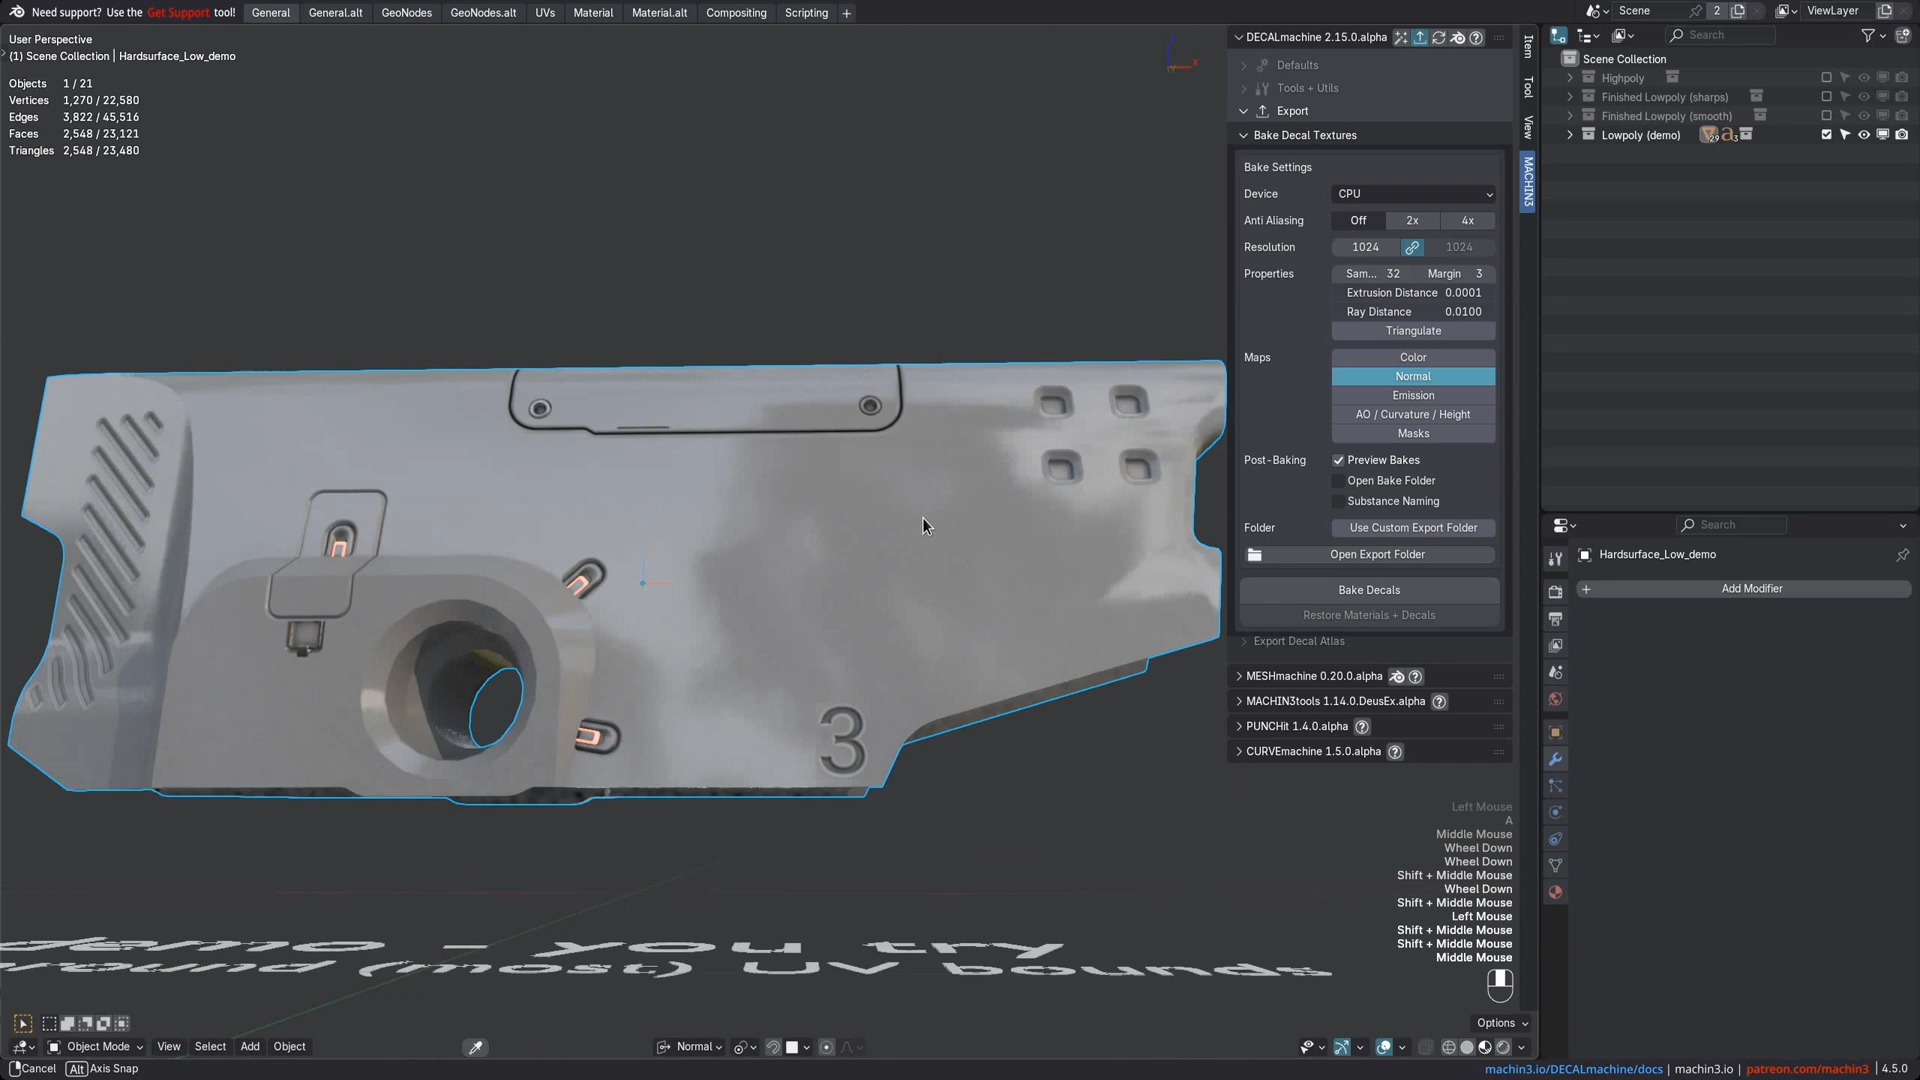 Need support? Use the Get Support tool!
General
General.alt
GeoNodes
GeoNodes.alt
UVs
Material
Material.alt
Compositing
Scripting
+
Scene
2
ViewLayer
User Perspective
(1) Scene Collection | Hardsurface_Low_demo
Objects 1 / 21
Vertices 1,270 / 22,580
Edges 3,822 / 45,516
Faces 2,548 / 23,121
Triangles 2,548 / 23,480
DECALmachine 2.15.0.alpha
Defaults
Tools + Utils
Export
Bake Decal Textures
Bake Settings
Device CPU
Anti Aliasing Off 2x 4x
Resolution 1024 1024
Properties Sam... 32 Margin 3
Extrusion Distance 0.0001
Ray Distance 0.0100
Triangulate
Maps Color
Normal
Emission
AO / Curvature / Height
Masks
Post-Baking Preview Bakes
Open Bake Folder
Substance Naming
Folder Use Custom Export Folder
Open Export Folder
Bake Decals
Restore Materials + Decals
Export Decal Atlas
MESHmachine 0.20.0.alpha
MACHIN3tools 1.14.0.DeusEx.alpha
PUNCHit 1.4.0.alpha
CURVEmachine 1.5.0.alpha
Item
Tool
View
MACHIN3
Search
Scene Collection
Highpoly
Finished Lowpoly (sharps)
Finished Lowpoly (smooth)
Lowpoly (demo) 29 3
Search
Hardsurface_Low_demo
+ Add Modifier
3
Left Mouse
A
Middle Mouse
Wheel Down
Wheel Down
Shift + Middle Mouse
Wheel Down
Shift + Middle Mouse
Left Mouse
Shift + Middle Mouse
Shift + Middle Mouse
Middle Mouse
demo - you try
round (most) UV bounds
Options
Object Mode
View
Select
Add
Object
Normal
Cancel
Alt Axis Snap
machin3.io/DECALmachine/docs | machin3.io | patreon.com/machin3 | 4.5.0